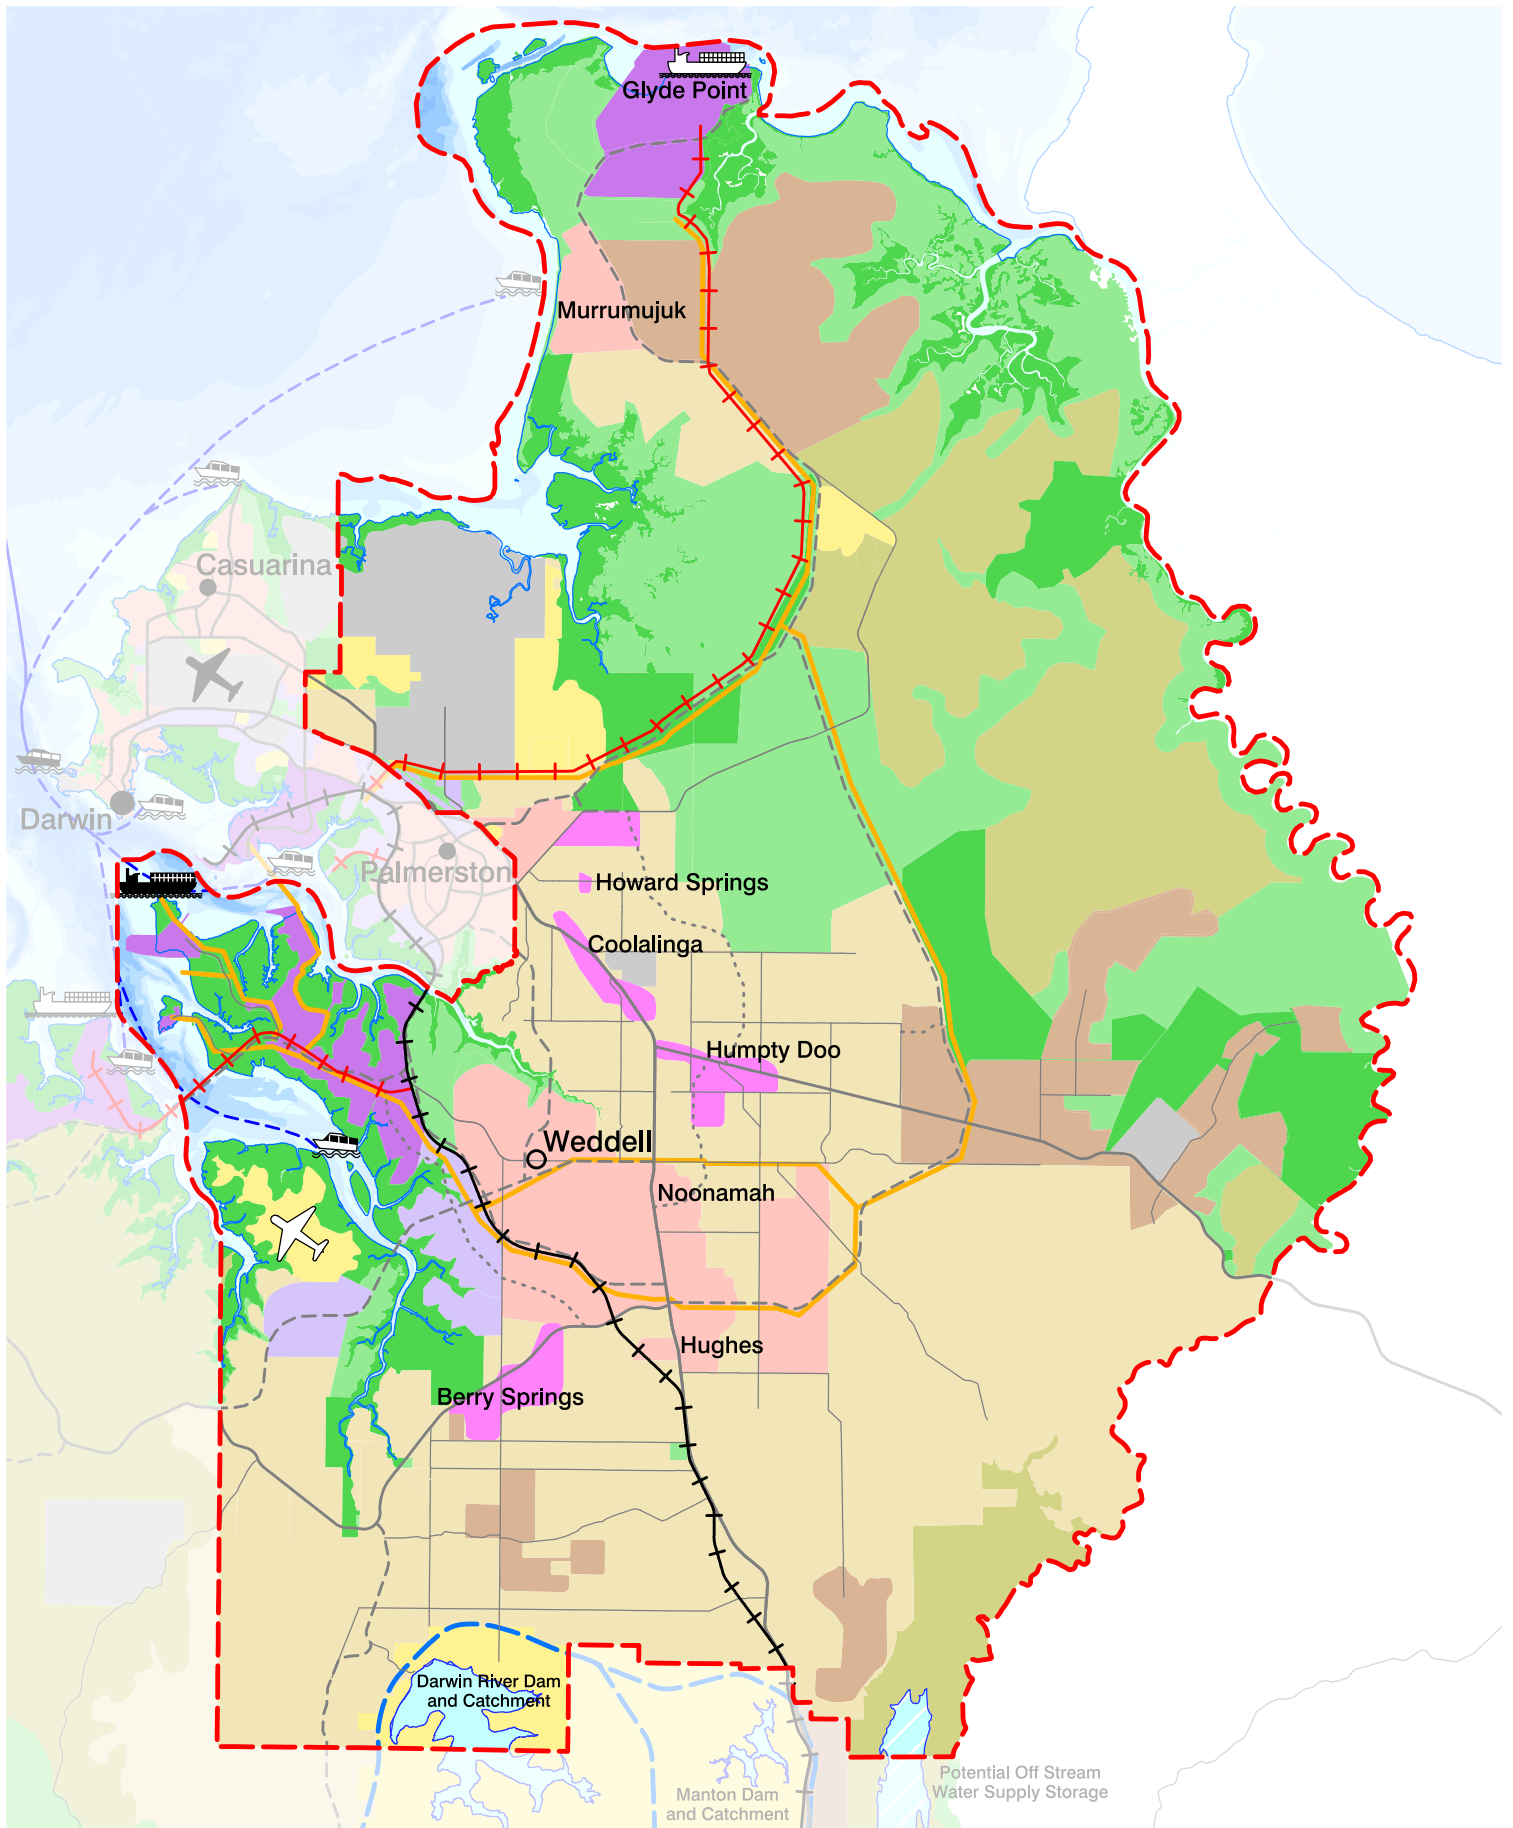 Glyde Point
Murrumujuk
Casuarina
Darwin
Palmerston
Howard Springs
Coolalinga
Humpty Doo
Weddell
Noonamah
Hughes
Berry Springs
Darwin River Dam
and Catchment
Potential Off Stream
Water Supply Storage
Manton Dam
and Catchment